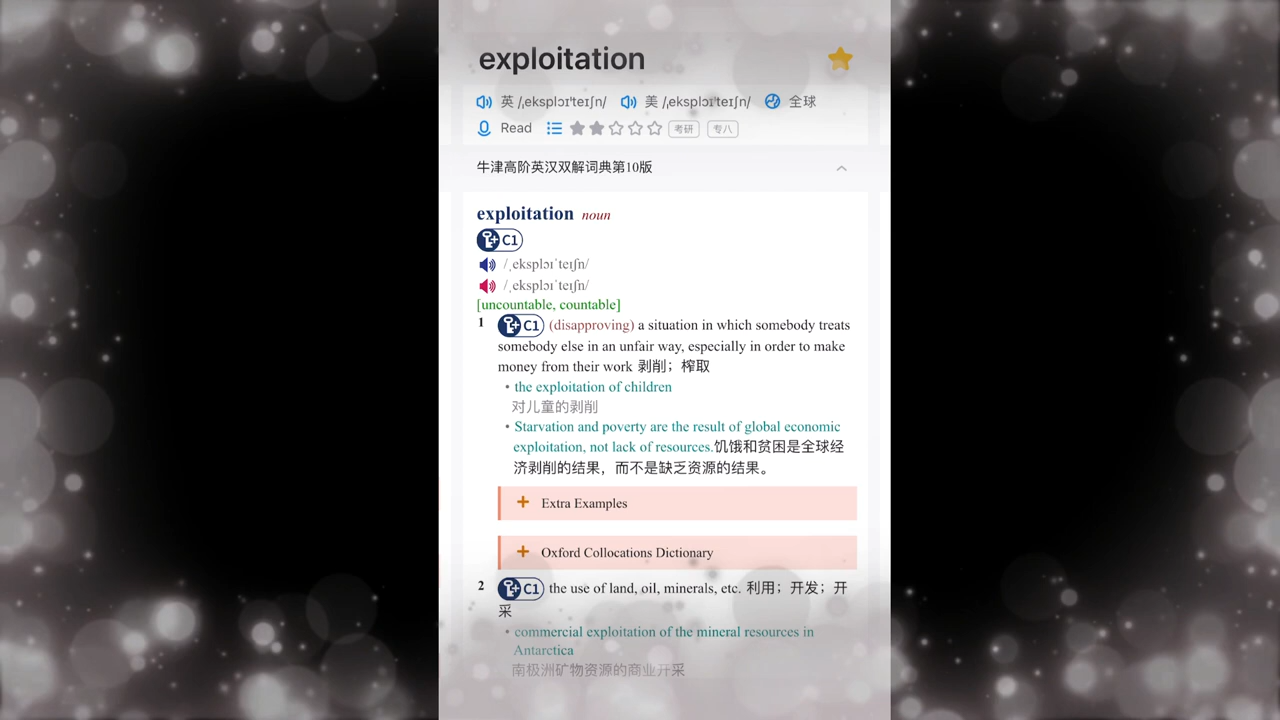 exploitation
英 /ˌeksplɔɪˈteɪʃn/ 美 /ˌeksplɔɪˈteɪʃn/ 全球
Read 考研 专八
牛津高阶英汉双解词典第10版
exploitation noun
C1
/ˌeksplɔɪˈteɪʃn/
/ˌeksplɔɪˈteɪʃn/
[uncountable, countable]
1 C1 (disapproving) a situation in which somebody treats
somebody else in an unfair way, especially in order to make
money from their work 剥削；榨取
• the exploitation of children
对儿童的剥削
• Starvation and poverty are the result of global economic
exploitation, not lack of resources.饥饿和贫困是全球经
济剥削的结果，而不是缺乏资源的结果。
+ Extra Examples
+ Oxford Collocations Dictionary
2 C1 the use of land, oil, minerals, etc. 利用；开发；开
采
• commercial exploitation of the mineral resources in
Antarctica
南极洲矿物资源的商业开采